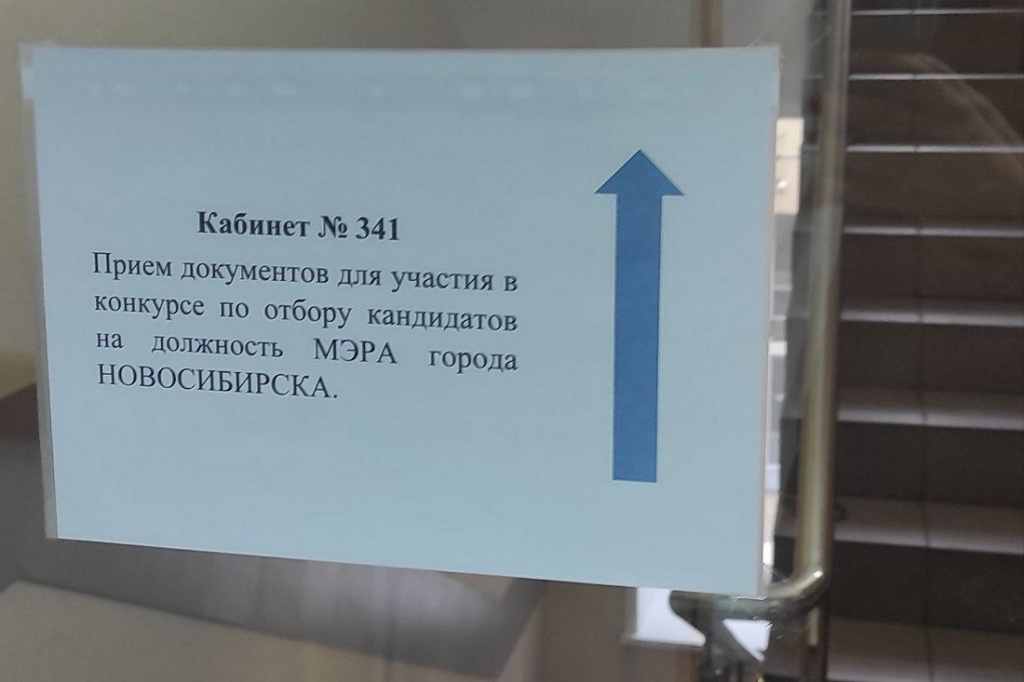 Кабинет № 341
Прием документов для участия в
конкурсе по отбору кандидатов
на должность МЭРА города
НОВОСИБИРСКА.